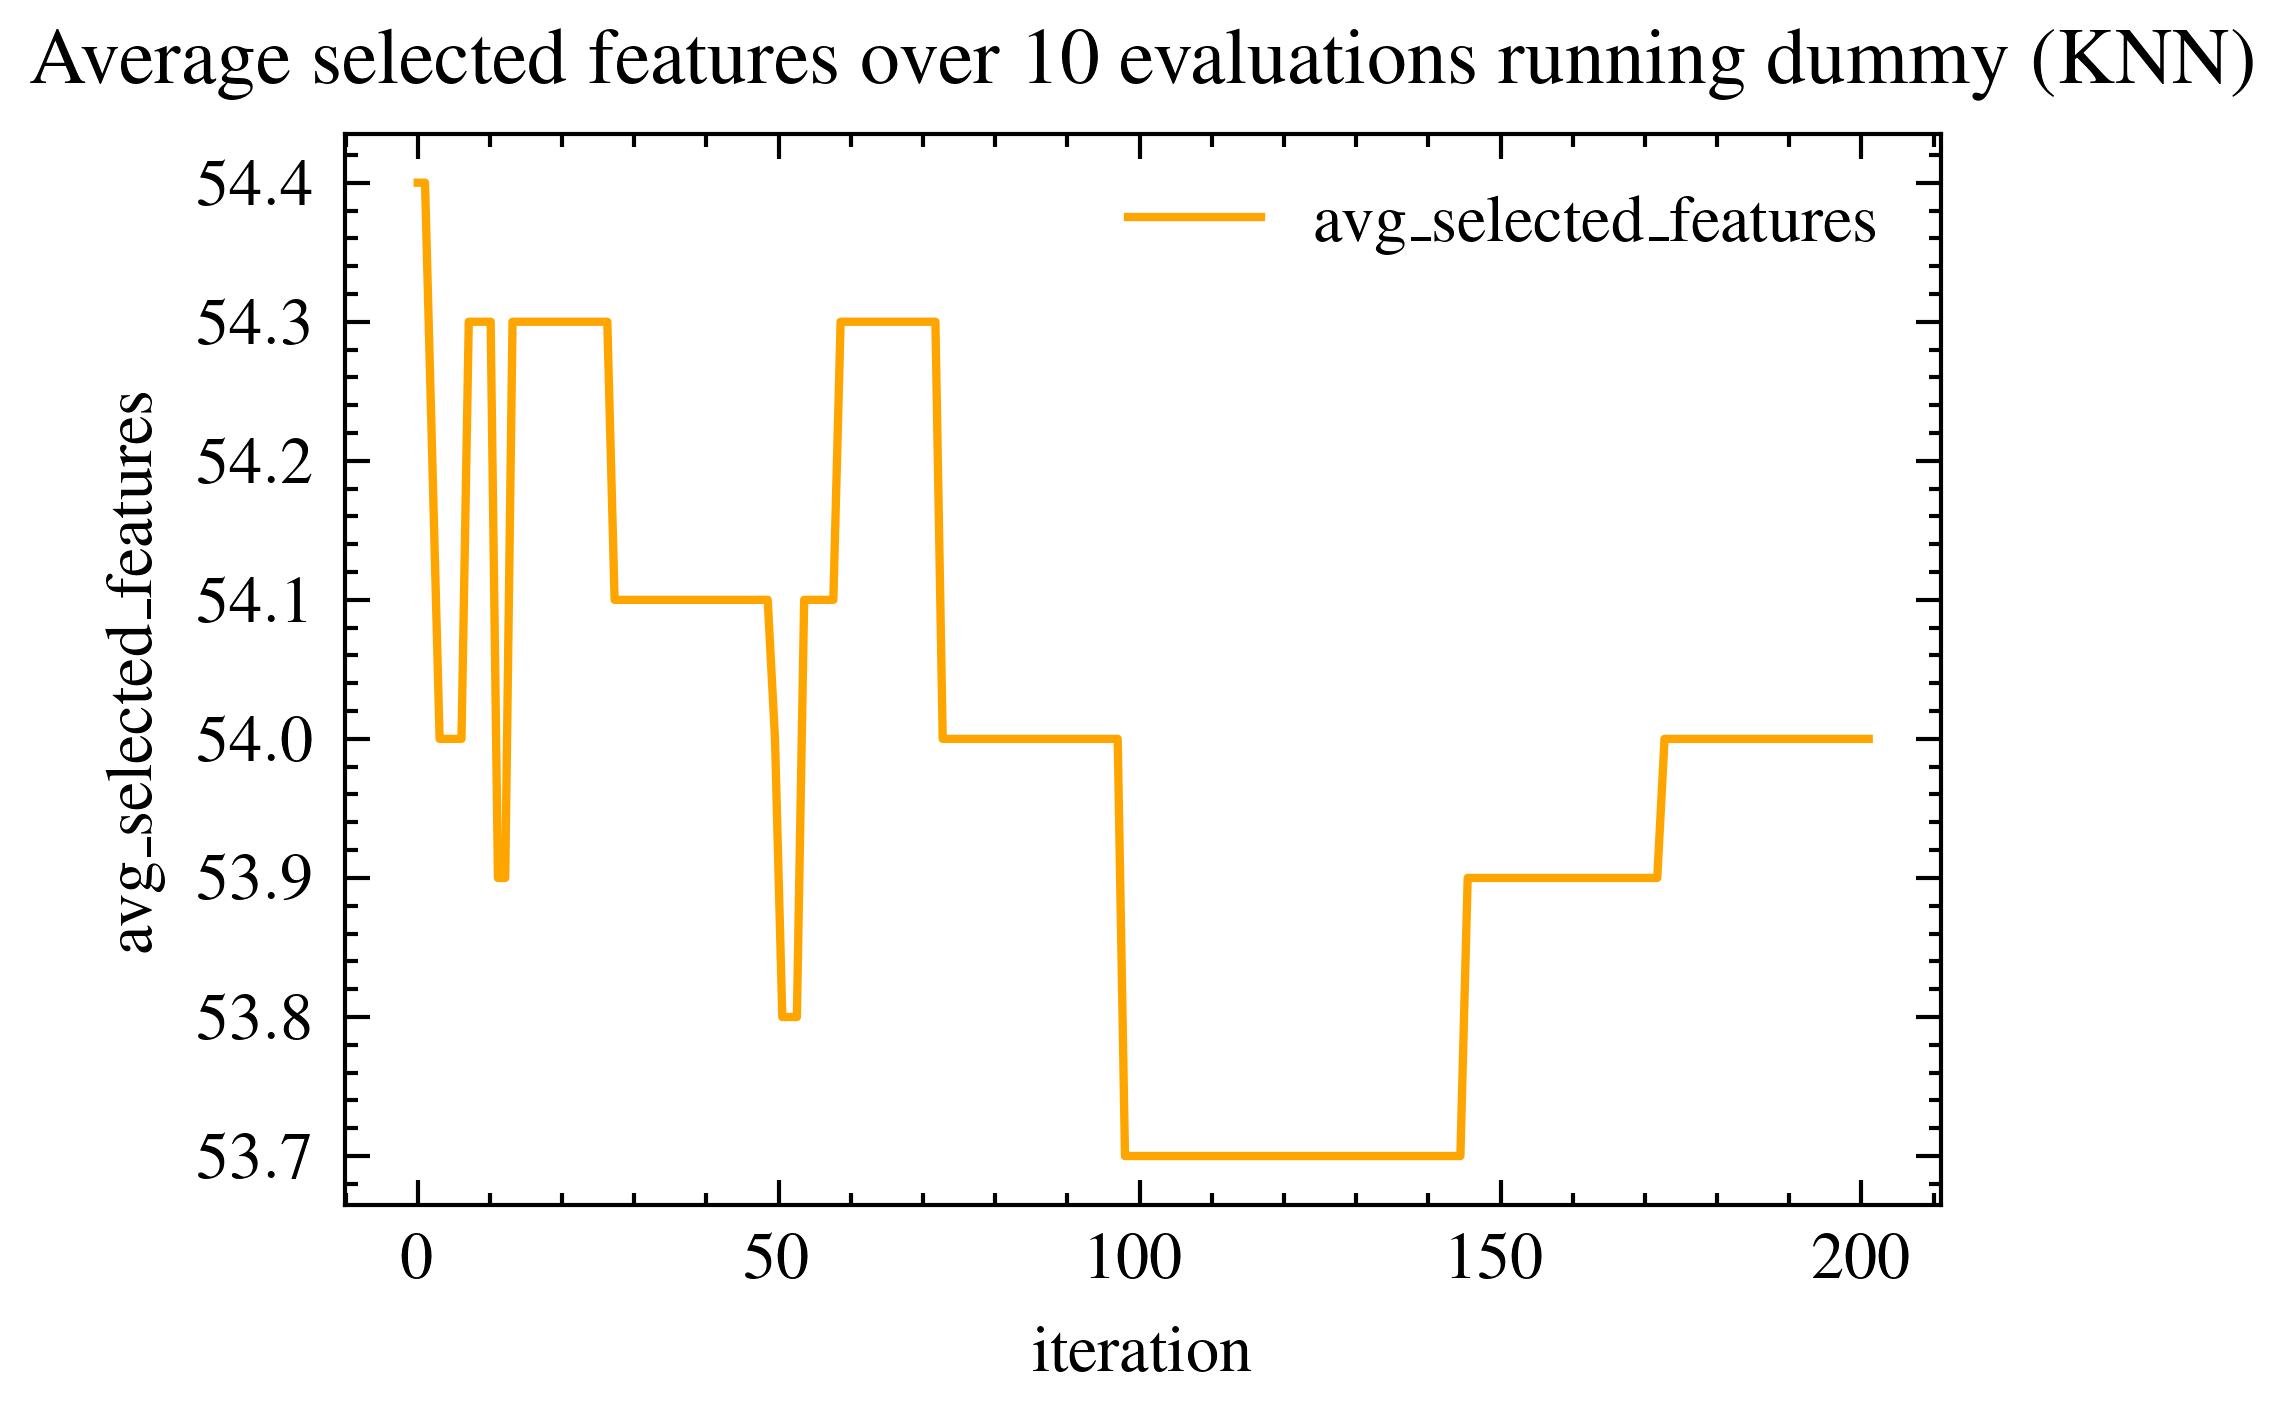 Average selected features over 10 evaluations running dummy (KNN)
avg_selected_features
54.4
54.3
54.2
54.1
54.0
53.9
53.8
53.7
avg_selected_features
0 50 100 150 200
iteration